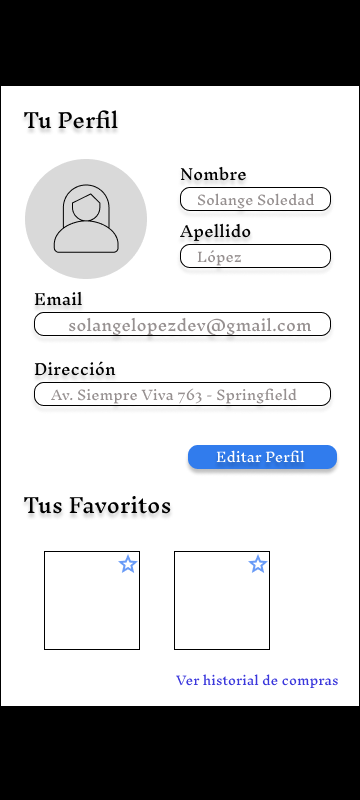 Tu Perfil
Nombre
Solange Soledad
Apellido
López
Email
solangelopezdev@gmail.com
Dirección
Av. Siempre Viva 763 - Springfield
Editar Perfil
Tus Favoritos
Ver historial de compras